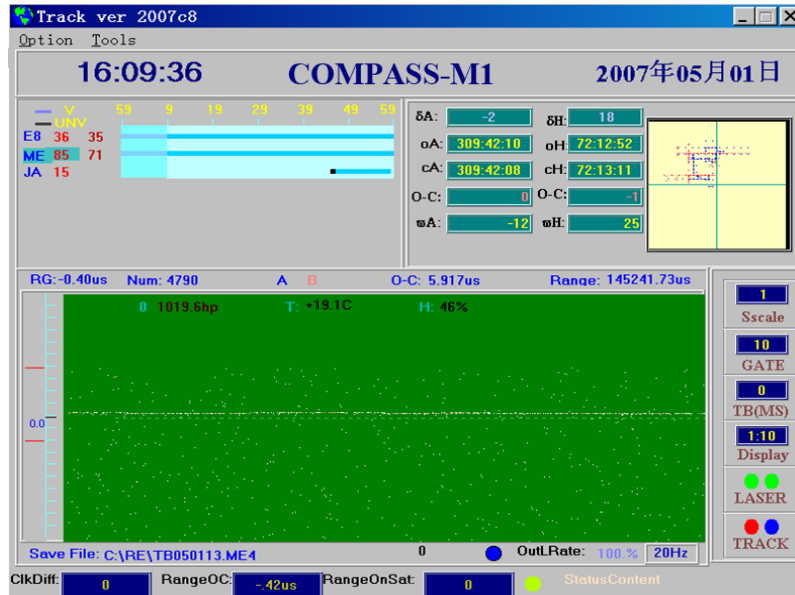 Track ver 2007c8
Option Tools
16:09:36 COMPASS-M1 2007年05月01日
V 59 9 19 29 39 49 59
UNV
E8 36 35
ME 85 71
JA 15
δA: -2 δH: 18
oA: 309:42:10 oH: 72:12:52
cA: 309:42:08 cH: 72:13:11
O-C: 0 O-C: -1
ϖA: -12 ϖH: 25
RG:-0.40us Num: 4790 A B O-C: 5.917us Range: 145241.73us
0 1019.6hp T: +19.1C H: 46%
0.0
1
Sscale
10
GATE
0
TB(MS)
1:10
Display
LASER
TRACK
Save File: C:\RE\TB050113.ME4 0 OutLRate: 100.% 20Hz
ClkDiff: 0 RangeOC: -.42us RangeOnSat: 0 StatusContent